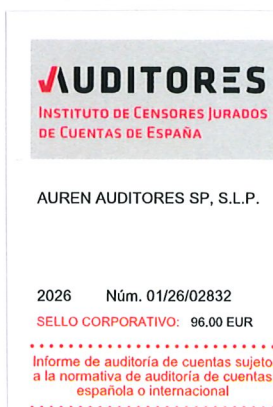 AUDITORES
INSTITUTO DE CENSORES JURADOS
DE CUENTAS DE ESPAÑA
AUREN AUDITORES SP, S.L.P.
2026 Núm. 01/26/02832
SELLO CORPORATIVO: 96.00 EUR
Informe de auditoría de cuentas sujeto
a la normativa de auditoría de cuentas
española o internacional